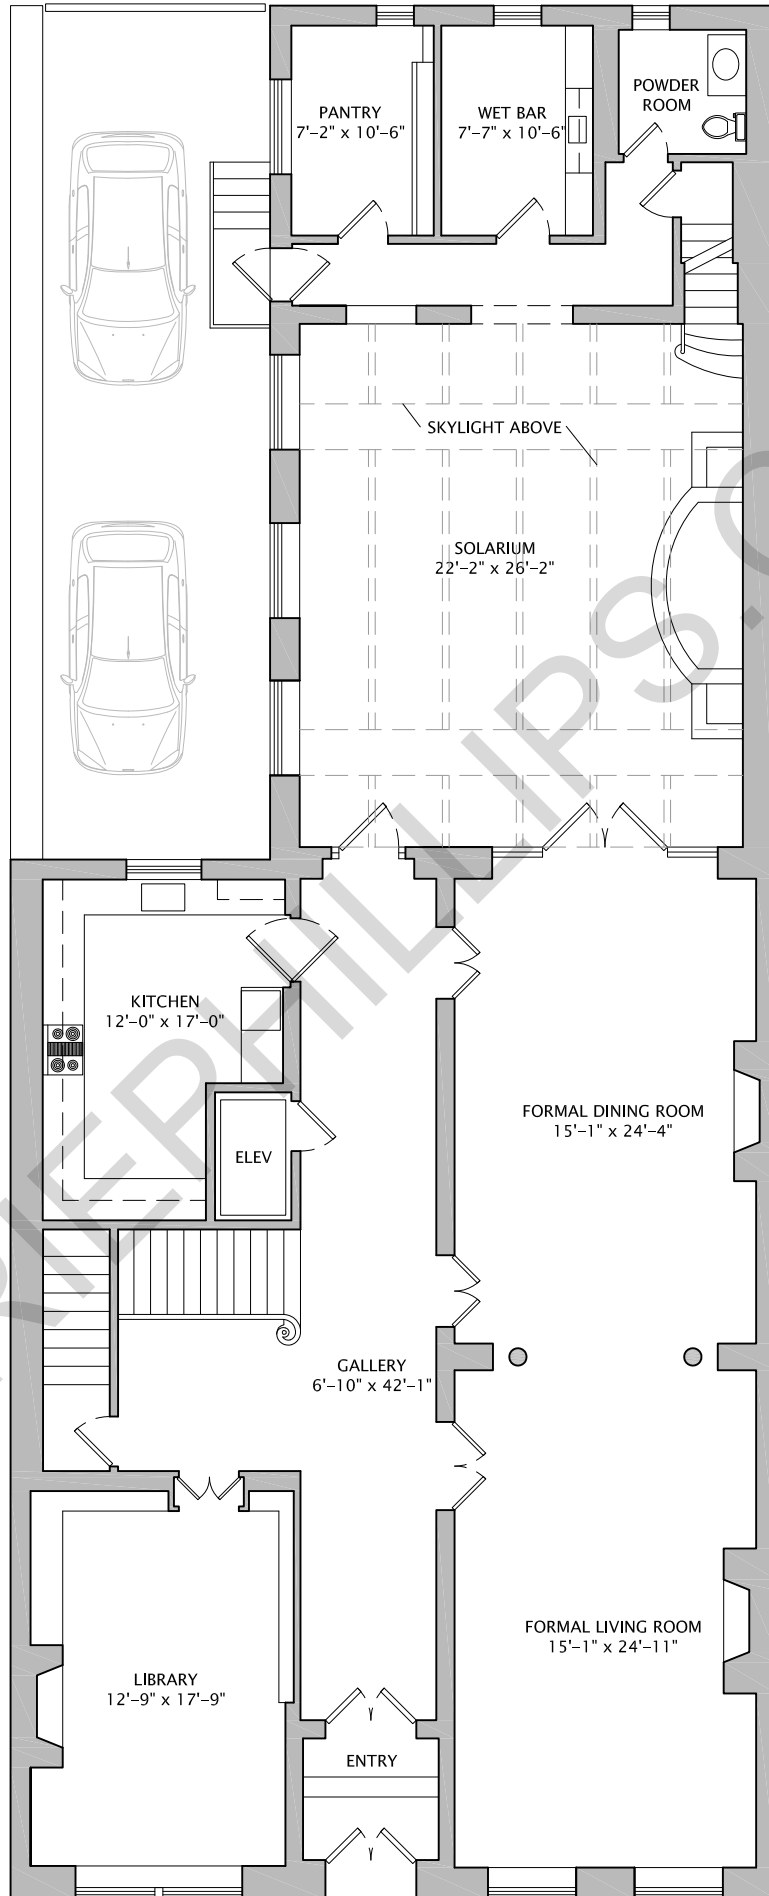 PANTRY
7'-2" x 10'-6"
WET BAR
7'-7" x 10'-6"
POWDER
ROOM
SKYLIGHT ABOVE
SOLARIUM
22'-2" x 26'-2"
KITCHEN
12'-0" x 17'-0"
FORMAL DINING ROOM
15'-1" x 24'-4"
ELEV
GALLERY
6'-10" x 42'-1"
FORMAL LIVING ROOM
15'-1" x 24'-11"
LIBRARY
12'-9" x 17'-9"
ENTRY
RIEPHILLIPS.C